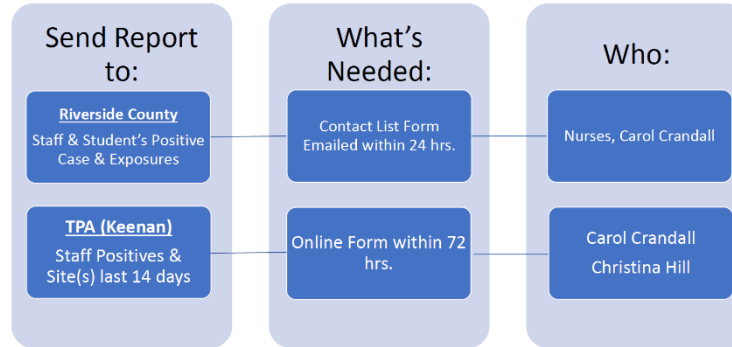 Send Report
to:
Riverside County
Staff & Student's Positive
Case & Exposures
TPA (Keenan)
Staff Positives &
Site(s) last 14 days
What's
Needed:
Contact List Form
Emailed within 24 hrs.
Online Form within 72
hrs.
Who:
Nurses, Carol Crandall
Carol Crandall
Christina Hill